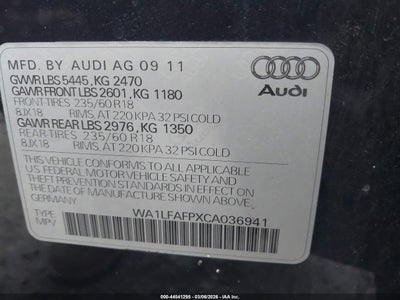 MFD. BY AUDI AG 09 11
GVWR LBS 5445, KG 2470
GAWR FRONT LBS 2601, KG 1180
FRONT-TIRES 235/60 R18
8JX18 RIMS, AT 220 KPA 32 PSI COLD
GAWR REAR LBS 2976, KG 1350
REAR-TIRES 235/60 R18
8JX18 RIMS, AT 220 KPA 32 PSI COLD
Audi
THIS VEHICLE CONFORMS TO ALL APPLICABLE
U.S. FEDERAL MOTOR VEHICLE SAFETY AND
THEFT PREVENTION STANDARDS IN EFFECT ON
THE DATE OF MANUFACTURE SHOWN ABOVE.
TYPE WA1LFAFPXCA036941
GERMANY
000-44541295 - 03/06/2026 - IAAI.COM